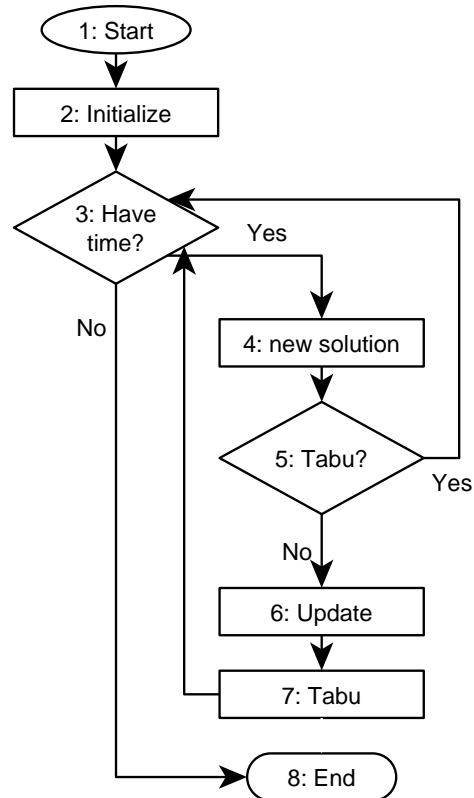 1: Start
2: Initialize
3: Have
time?
Yes
No
4: new solution
5: Tabu?
Yes
No
6: Update
7: Tabu
8: End